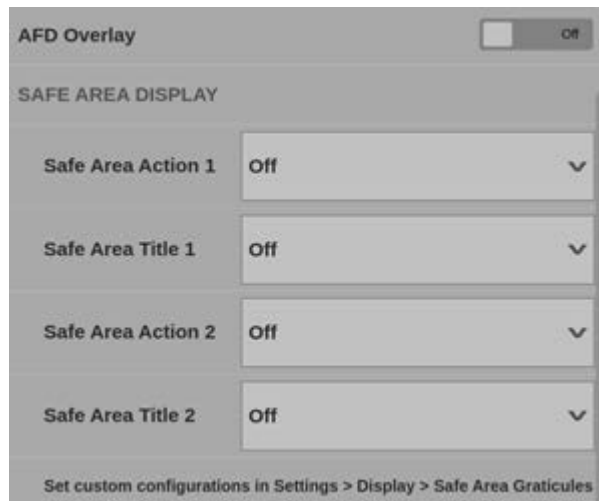 AFD Overlay Off
SAFE AREA DISPLAY
Safe Area Action 1 Off
Safe Area Title 1 Off
Safe Area Action 2 Off
Safe Area Title 2 Off
Set custom configurations in Settings > Display > Safe Area Graticules